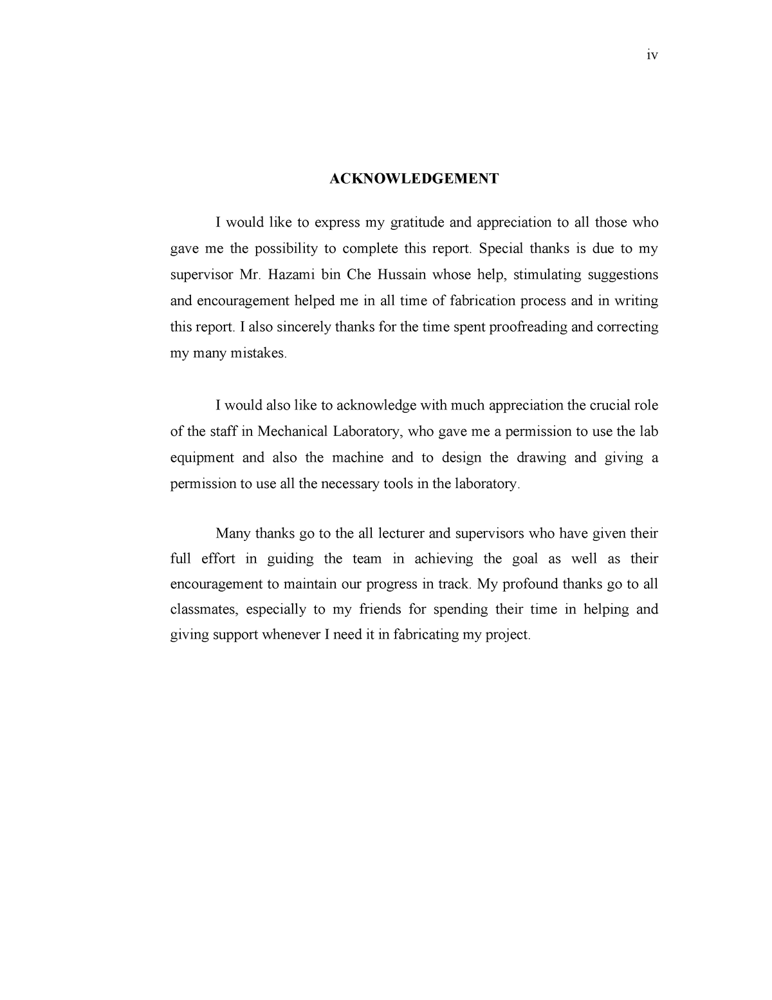 iv
ACKNOWLEDGEMENT
I would like to express my gratitude and appreciation to all those who
gave me the possibility to complete this report. Special thanks is due to my
supervisor Mr. Hazami bin Che Hussain whose help, stimulating suggestions
and encouragement helped me in all time of fabrication process and in writing
this report. I also sincerely thanks for the time spent proofreading and correcting
my many mistakes.
I would also like to acknowledge with much appreciation the crucial role
of the staff in Mechanical Laboratory, who gave me a permission to use the lab
equipment and also the machine and to design the drawing and giving a
permission to use all the necessary tools in the laboratory.
Many thanks go to the all lecturer and supervisors who have given their
full effort in guiding the team in achieving the goal as well as their
encouragement to maintain our progress in track. My profound thanks go to all
classmates, especially to my friends for spending their time in helping and
giving support whenever I need it in fabricating my project.